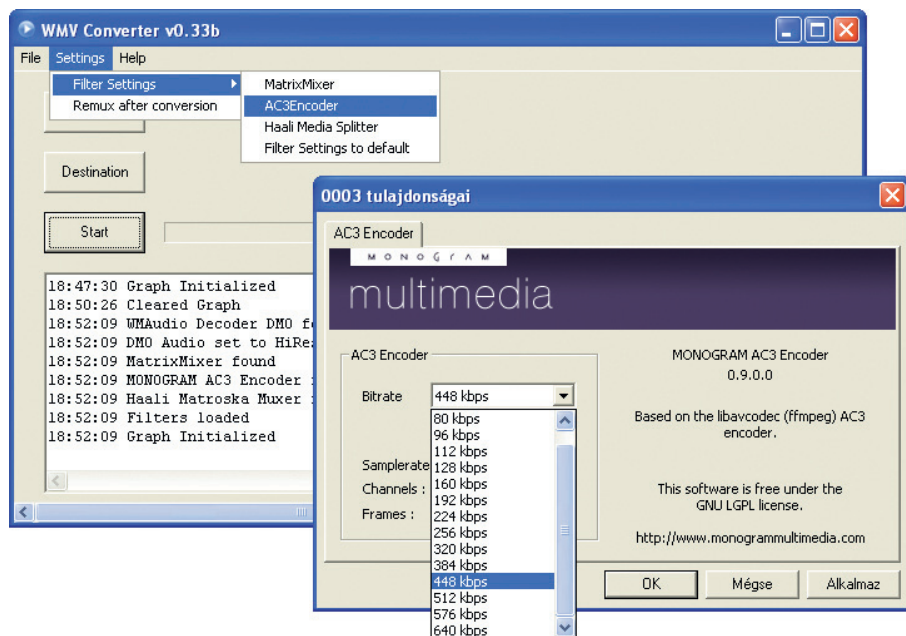 WMV Converter v0.33b
File Settings Help
Filter Settings
Remux after conversion
MatrixMixer
AC3Encoder
Haali Media Splitter
Filter Settings to default
Destination
Start
18:47:30 Graph Initialized
18:50:26 Cleared Graph
18:52:09 WMAudio Decoder DMO
18:52:09 DMO Audio set to
18:52:09 MatrixMixer found
18:52:09 MONOGRAM AC3 Encoder
18:52:09 Haali Matroska Muxer
18:52:09 Filters loaded
18:52:09 Graph Initialized
0003 tulajdonságai
AC3 Encoder
MONOGRAM
multimedia
AC3 Encoder
Bitrate 448 kbps
80 kbps
96 kbps
112 kbps
128 kbps
160 kbps
192 kbps
224 kbps
256 kbps
320 kbps
384 kbps
448 kbps
512 kbps
576 kbps
640 kbps
Samplerate
Channels :
Frames :
MONOGRAM AC3 Encoder
0.9.0.0
Based on the libavcodec (ffmpeg) AC3
encoder.
This software is free under the
GNU LGPL license.
http://www.monogrammultimedia.com
OK Mégse Alkalmaz